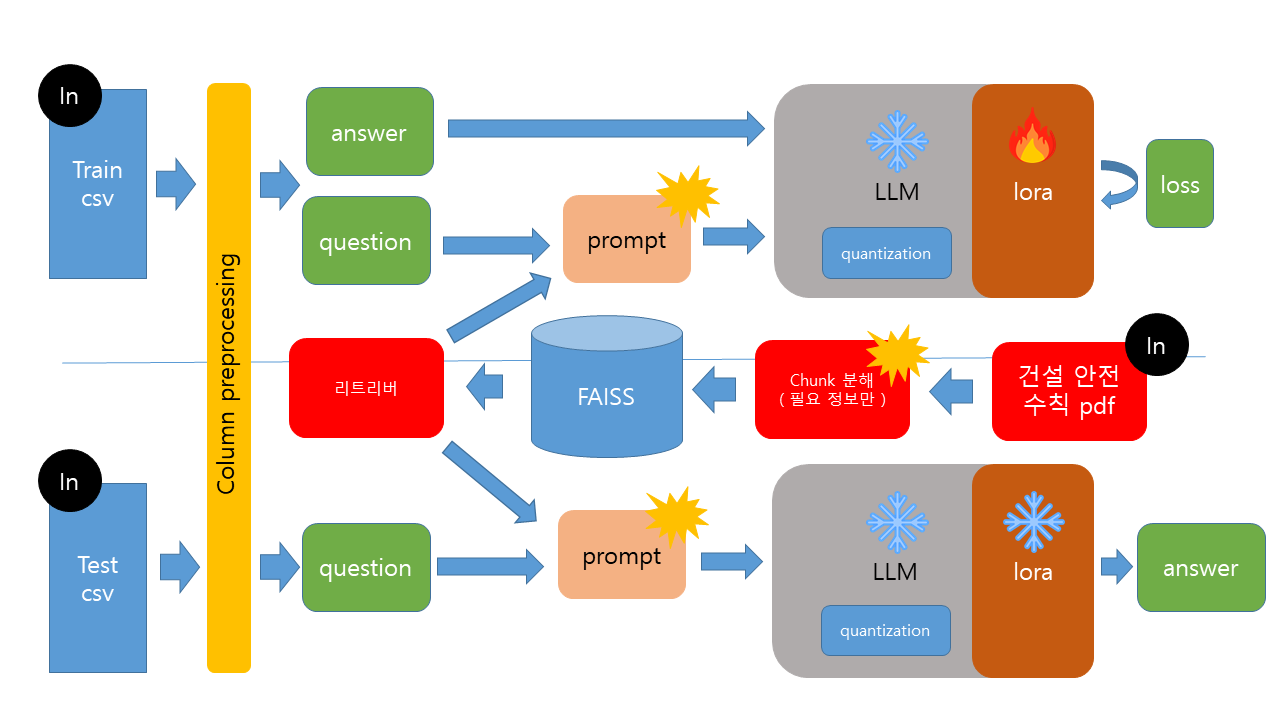 In
Train
csv
Column preprocessing
answer
question
prompt
LLM
quantization
lora
loss
리트리버
FAISS
Chunk 분해
( 필요 정보만 )
건설 안전
수칙 pdf
In
In
Test
csv
question
prompt
LLM
quantization
lora
answer